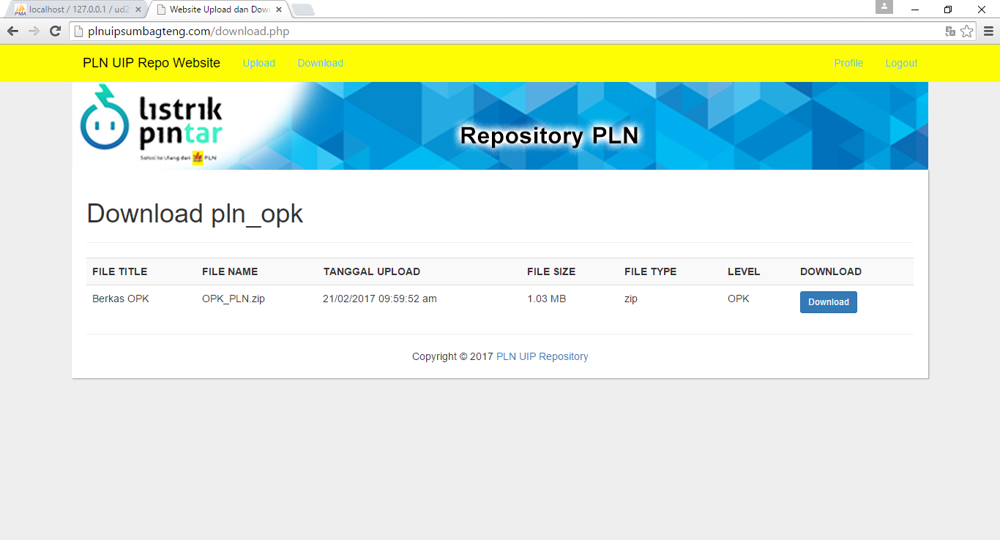 localhost / 127.0.0.1 / ud2
Website Upload dan Dow
plnuipsumbagteng.com/download.php
PLN UIP Repo Website Upload Download Profile Logout
listrik
pintar
Solusi Isi Ulang dari PLN
Repository PLN
Download pln_opk
FILE TITLE FILE NAME TANGGAL UPLOAD FILE SIZE FILE TYPE LEVEL DOWNLOAD
Berkas OPK OPK_PLN.zip 21/02/2017 09:59:52 am 1.03 MB zip OPK Download
Copyright © 2017 PLN UIP Repository